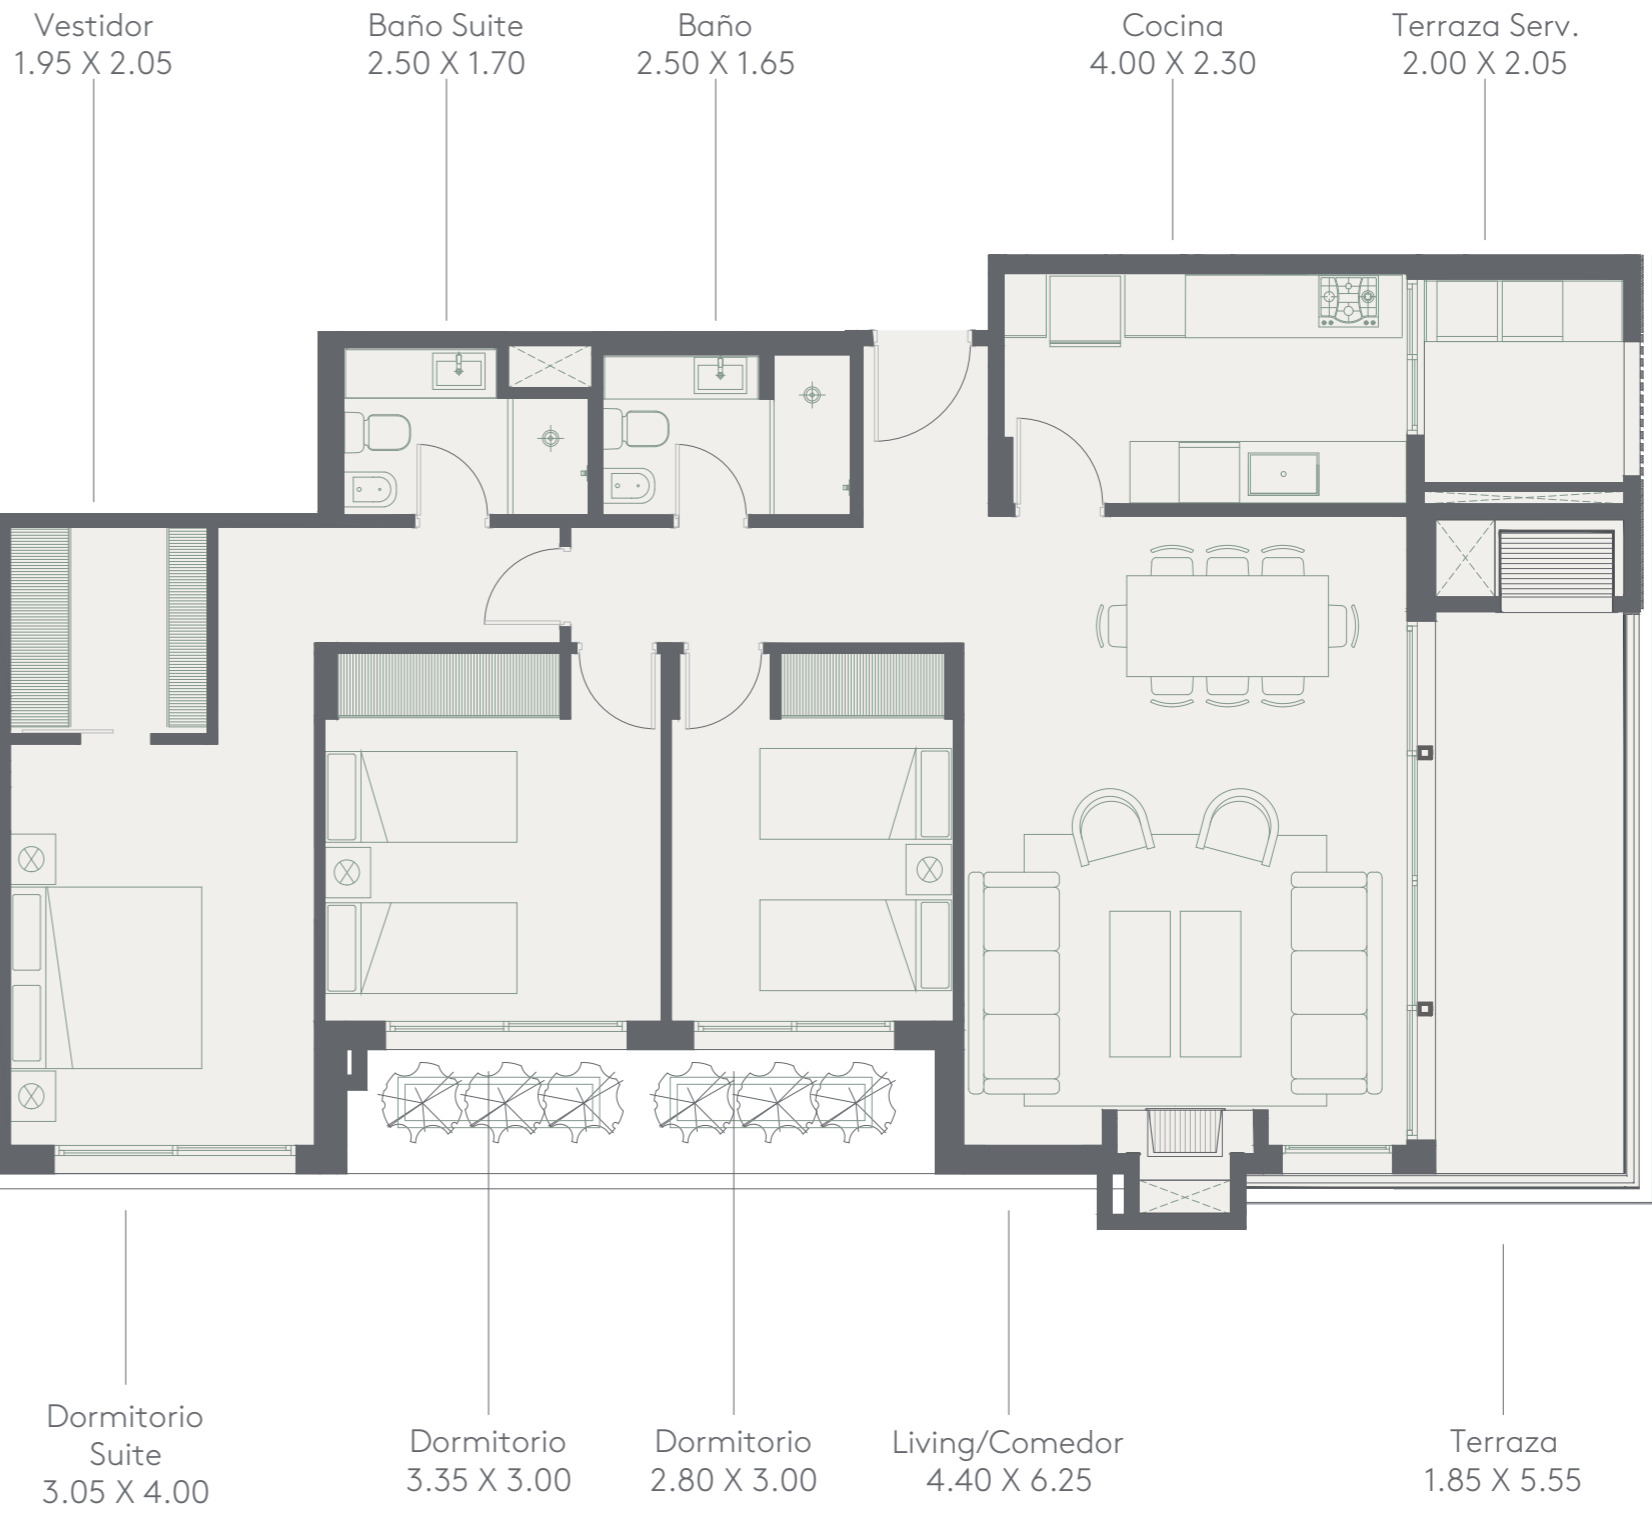 Vestidor
1.95 X 2.05
Baño Suite
2.50 X 1.70
Baño
2.50 X 1.65
Cocina
4.00 X 2.30
Terraza Serv.
2.00 X 2.05
Dormitorio
Suite
3.05 X 4.00
Dormitorio
3.35 X 3.00
Dormitorio
2.80 X 3.00
Living/Comedor
4.40 X 6.25
Terraza
1.85 X 5.55